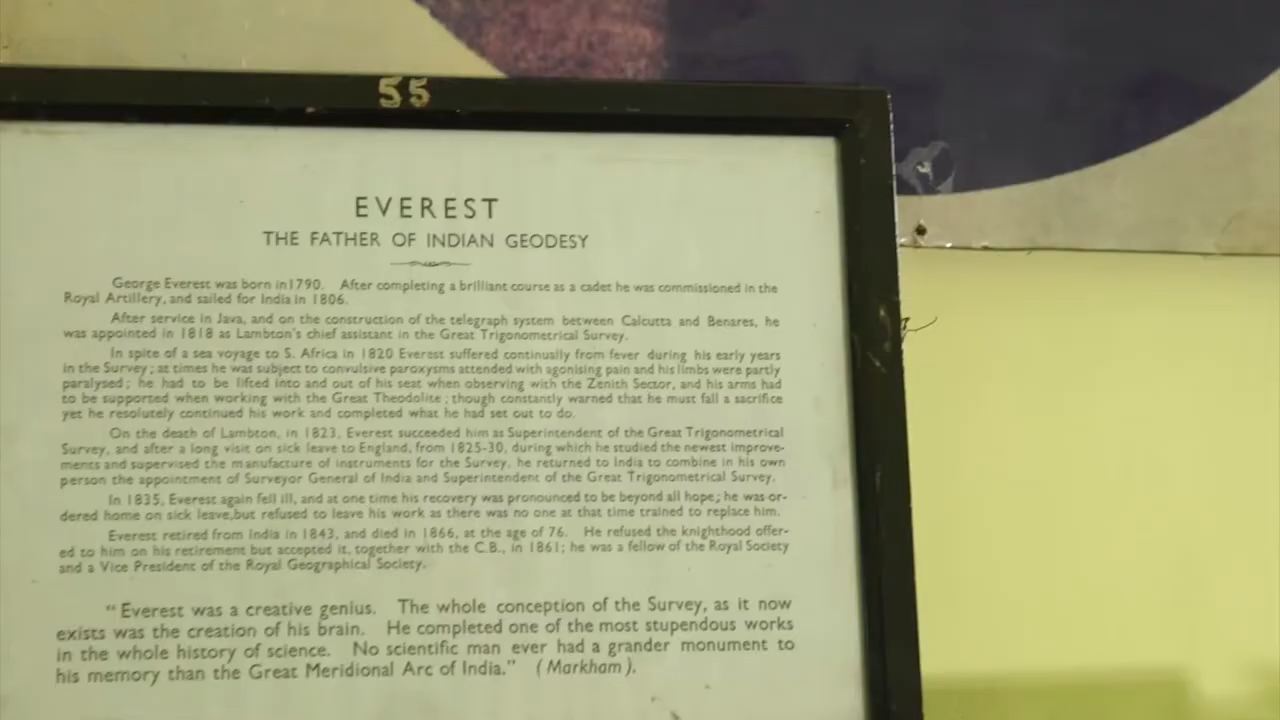 55
EVEREST
THE FATHER OF INDIAN GEODESY
George Everest was born in 1790. After completing a brilliant course as a cadet he was commissioned in the
Royal Artillery, and sailed for India in 1806.
After service in Java, and on the construction of the telegraph system between Calcutta and Benares, he
was appointed in 1818 as Lambton's chief assistant in the Great Trigonometrical Survey.
In spite of a sea voyage to S. Africa in 1820 Everest suffered continually from fever during his early years
in the Survey; at times he was subject to convulsive paroxysms attended with agonising pain and his limbs were partly
paralysed; he had to be lifted into and out of his seat when observing with the Zenith Sector, and his arms had
to be supported when working with the Great Theodolite; though constantly warned that he must fall a sacrifice
yet he resolutely continued his work and completed what he had set out to do.
On the death of Lambton, in 1823, Everest succeeded him as Superintendent of the Great Trigonometrical
Survey, and after a long visit on sick leave to England, from 1825-30, during which he studied the newest improve-
ments and supervised the manufacture of instruments for the Survey, he returned to India to combine in his own
person the appointment of Surveyor General of India and Superintendent of the Great Trigonometrical Survey.
In 1835, Everest again fell ill, and at one time his recovery was pronounced to be beyond all hope; he was or-
dered home on sick leave, but refused to leave his work as there was no one at that time trained to replace him.
Everest retired from India in 1843, and died in 1866, at the age of 76. He refused the knighthood offer-
ed to him on his retirement but accepted it, together with the C.B., in 1861; he was a fellow of the Royal Society
and a Vice President of the Royal Geographical Society.
"Everest was a creative genius. The whole conception of the Survey, as it now
exists was the creation of his brain. He completed one of the most stupendous works
in the whole history of science. No scientific man ever had a grander monument to
his memory than the Great Meridional Arc of India." (Markham).